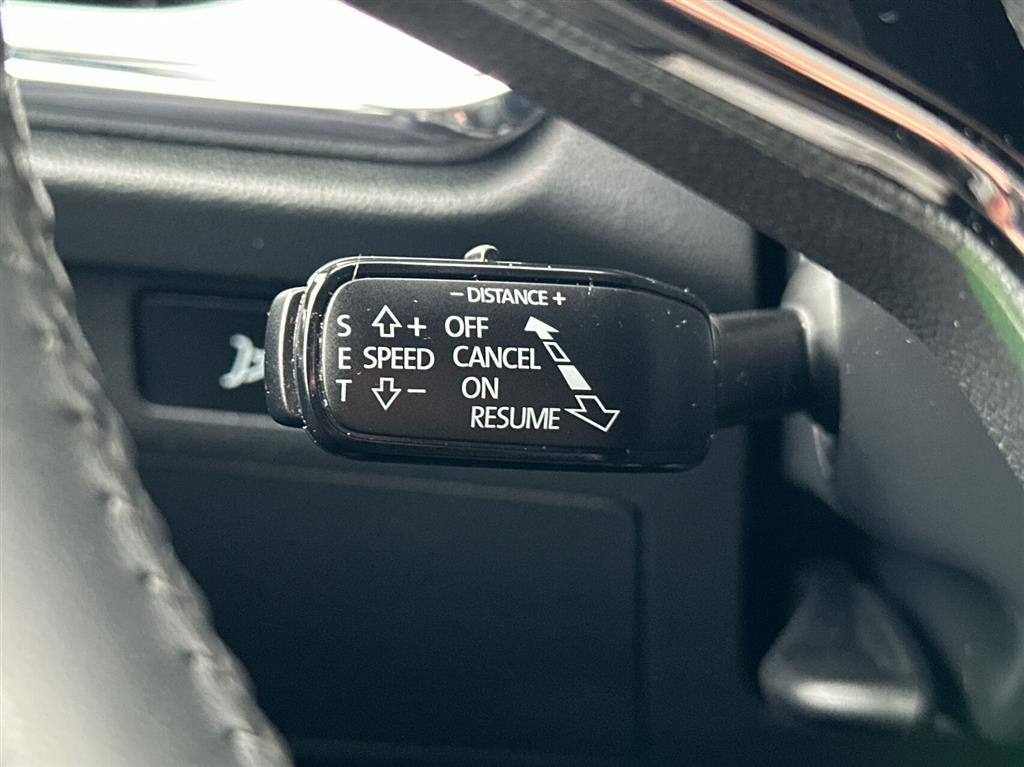 − DISTANCE +
S + OFF
E SPEED CANCEL
T − ON
RESUME